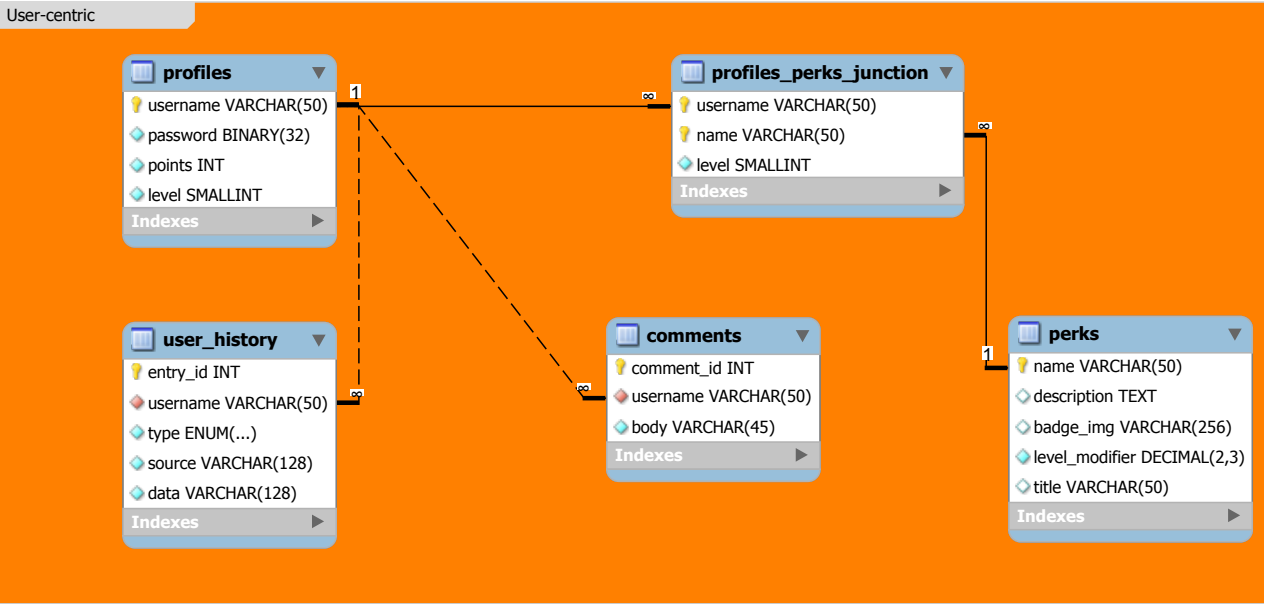 User-centric
profiles
username VARCHAR(50)
password BINARY(32)
points INT
level SMALLINT
Indexes
1
∞
profiles_perks_junction
username VARCHAR(50)
name VARCHAR(50)
level SMALLINT
Indexes
∞
user_history
entry_id INT
username VARCHAR(50)
type ENUM(...)
source VARCHAR(128)
data VARCHAR(128)
Indexes
∞
comments
comment_id INT
username VARCHAR(50)
body VARCHAR(45)
Indexes
∞
1
perks
name VARCHAR(50)
description TEXT
badge_img VARCHAR(256)
level_modifier DECIMAL(2,3)
title VARCHAR(50)
Indexes